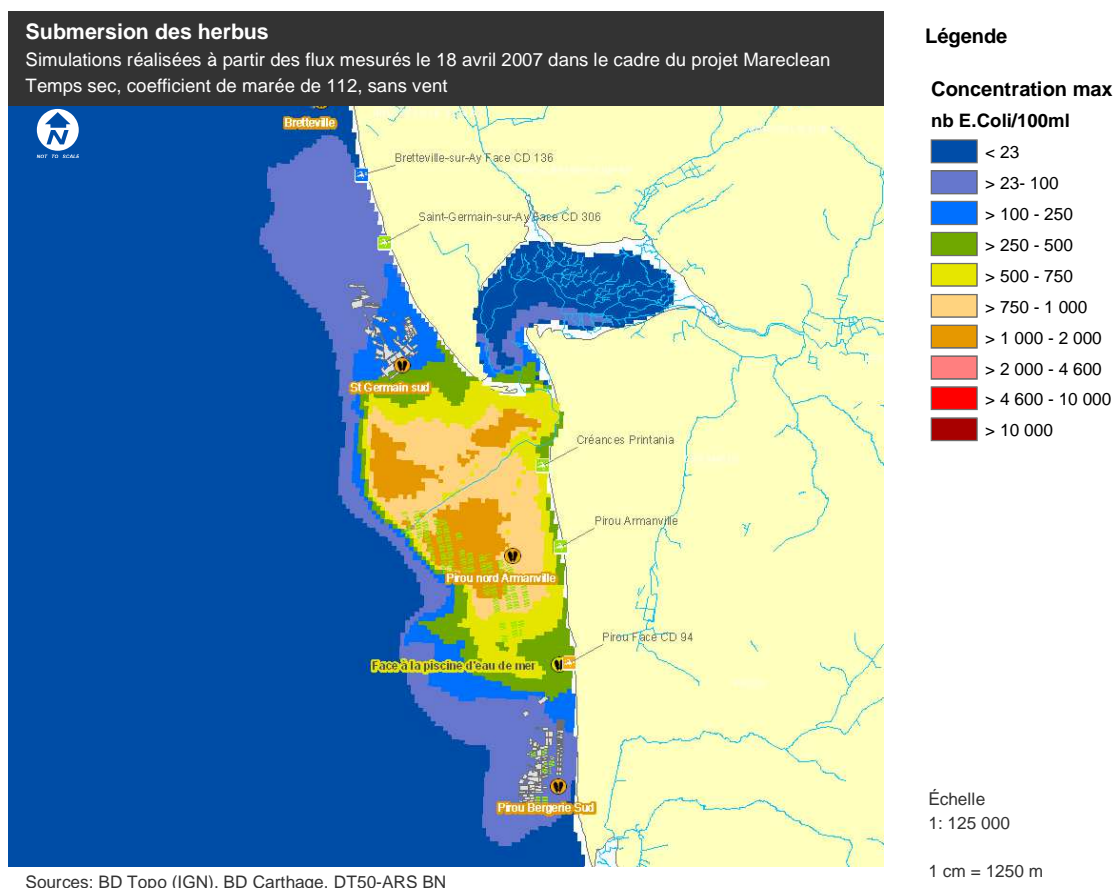 Submersion des herbus
Simulations réalisées à partir des flux mesurés le 18 avril 2007 dans le cadre du projet Mareclean
Temps sec, coefficient de marée de 112, sans vent
N
NOT TO SCALE
Bretteville
Bretteville-sur-Ay Face CD 136
Saint-Germain-sur-Ay Face CD 306
St Germain sud
Créances Printania
Pirou Armanville
Pirou nord Armanville
Pirou Face CD 94
Face à la piscine d'eau de mer
Pirou Bergerie Sud
Sources: BD Topo (IGN), BD Carthage, DT50-ARS BN
Légende
Concentration max
nb E.Coli/100ml
< 23
> 23- 100
> 100 - 250
> 250 - 500
> 500 - 750
> 750 - 1 000
> 1 000 - 2 000
> 2 000 - 4 600
> 4 600 - 10 000
> 10 000
Échelle
1: 125 000
1 cm = 1250 m